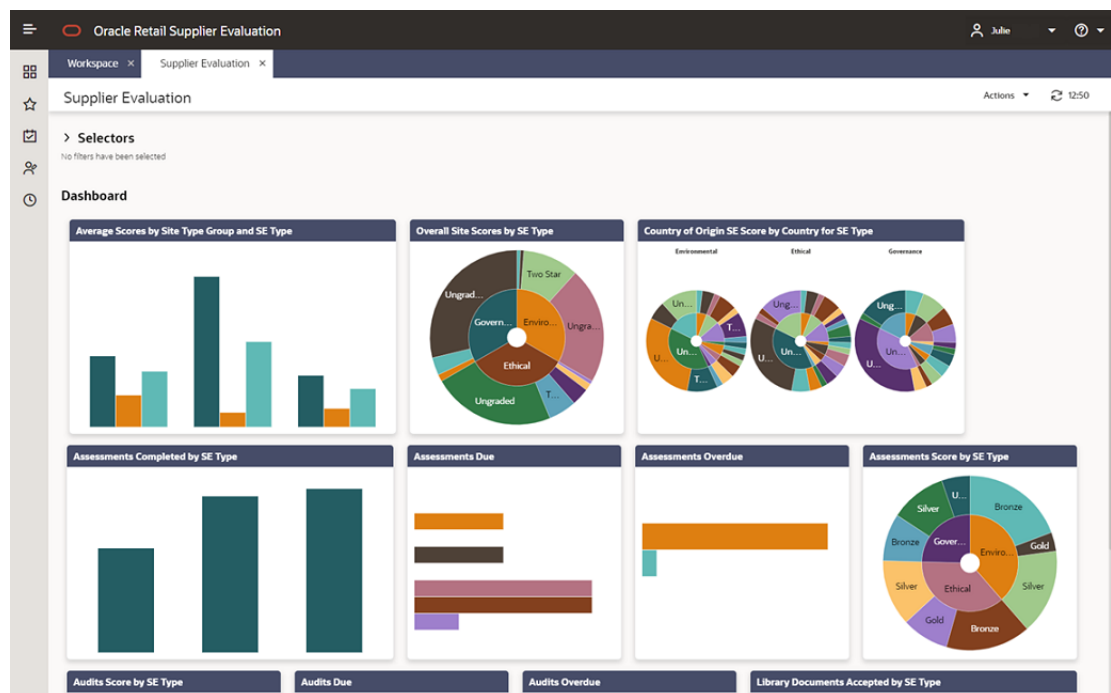 Oracle Retail Supplier Evaluation
Julie
Workspace ×
Supplier Evaluation ×
Supplier Evaluation
Actions
12:50
Selectors
No filters have been selected
Dashboard
Average Scores by Site Type Group and SE Type
Overall Site Scores by SE Type
Two Star
Ungrad...
Govern...
Enviro...
Ungra...
Ethical
Ungraded
T...
Country of Origin SE Score by Country for SE Type
Environmental
Ethical
Governance
Un...
T...
U...
Un...
T...
Ung...
U...
Un...
Ung...
U...
Un...
Assessments Completed by SE Type
Assessments Due
Assessments Overdue
Assessments Score by SE Type
U...
Silver
Bronze
Bronze
Gover...
Enviro...
Gold
Silver
Ethical
Silver
Gold
Bronze
Audits Score by SE Type
Audits Due
Audits Overdue
Library Documents Accepted by SE Type